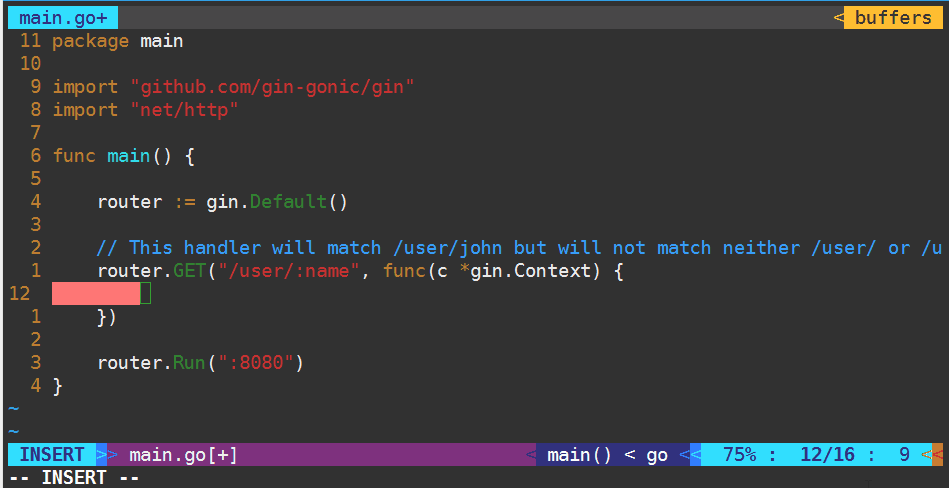 main.go+ < buffers
11 package main
10
9 import "github.com/gin-gonic/gin"
8 import "net/http"
7
6 func main() {
5
4 router := gin.Default()
3
2 // This handler will match /user/john but will not match neither /user/ or /u
1 router.GET("/user/:name", func(c *gin.Context) {
12
1 })
2
3 router.Run(":8080")
4 }
~
~
INSERT >> main.go[+] < main() < go << 75% : 12/16 : 9 <<
-- INSERT --